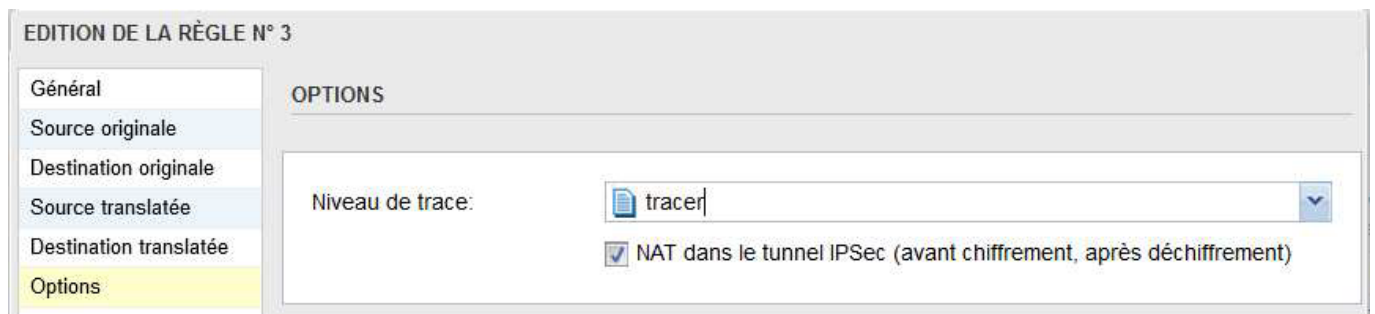 EDITION DE LA RÈGLE N° 3
Général
Source originale
Destination originale
Source translatée
Destination translatée
Options
OPTIONS
Niveau de trace: tracer
NAT dans le tunnel IPSec (avant chiffrement, après déchiffrement)